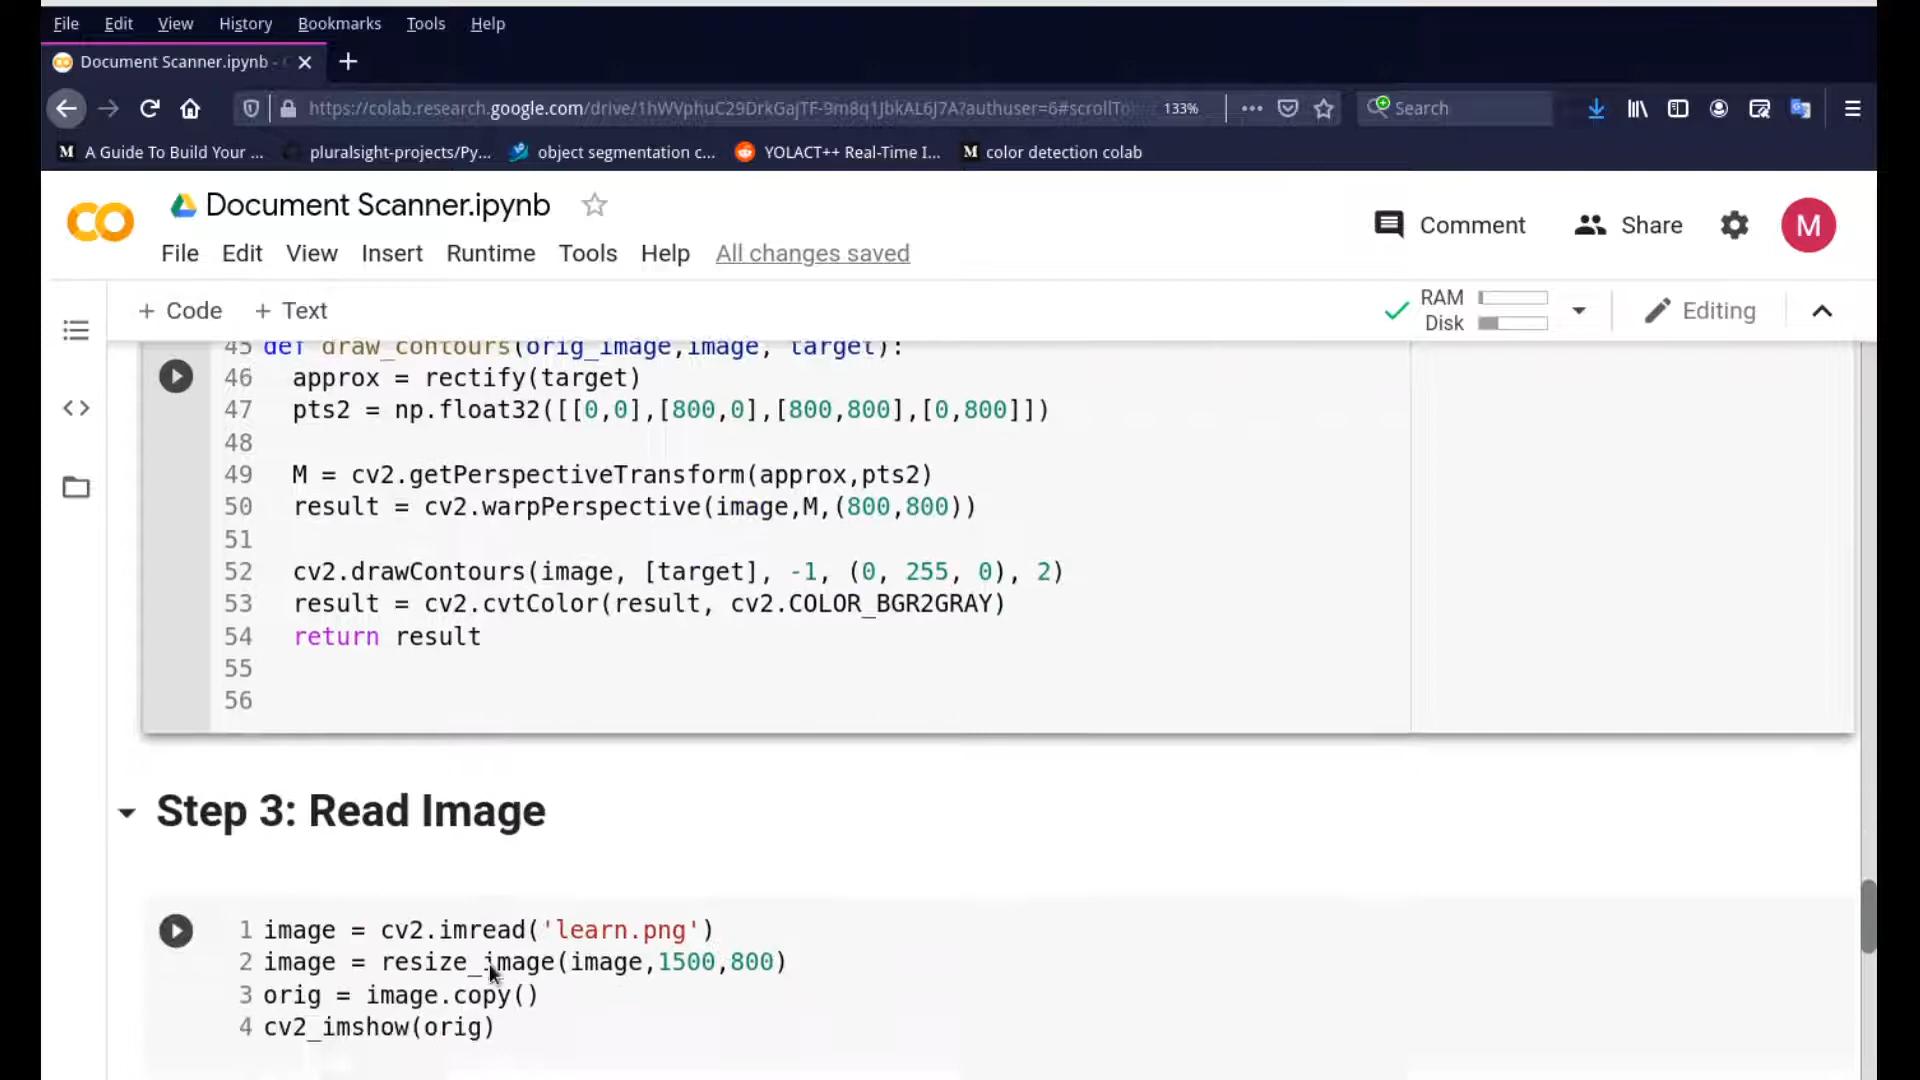 File Edit View History Bookmarks Tools Help
Document Scanner.ipynb -
https://colab.research.google.com/drive/1hWVphuC29DrkGajTF-9m8q1JbkAL6J7A?authuser=6#scrollTo 133% Search
A Guide To Build Your ... pluralsight-projects/Py... object segmentation c... YOLACT++ Real-Time I... color detection colab
CO Document Scanner.ipynb Comment Share M
File Edit View Insert Runtime Tools Help All changes saved
+ Code + Text RAM Disk Editing
45 def draw_contours(orig_image,image, target):
46 approx = rectify(target)
47 pts2 = np.float32([[0,0],[800,0],[800,800],[0,800]])
48
49 M = cv2.getPerspectiveTransform(approx,pts2)
50 result = cv2.warpPerspective(image,M,(800,800))
51
52 cv2.drawContours(image, [target], -1, (0, 255, 0), 2)
53 result = cv2.cvtColor(result, cv2.COLOR_BGR2GRAY)
54 return result
55
56
Step 3: Read Image
1 image = cv2.imread('learn.png')
2 image = resize_image(image,1500,800)
3 orig = image.copy()
4 cv2_imshow(orig)